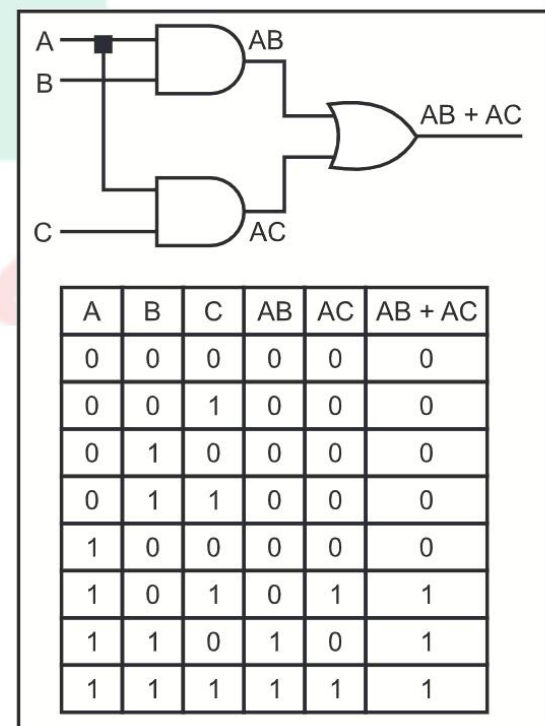 A
AB
B
AB + AC
C
AC
A B C AB AC AB + AC
0 0 0 0 0 0
0 0 1 0 0 0
0 1 0 0 0 0
0 1 1 0 0 0
1 0 0 0 0 0
1 0 1 0 1 1
1 1 0 1 0 1
1 1 1 1 1 1